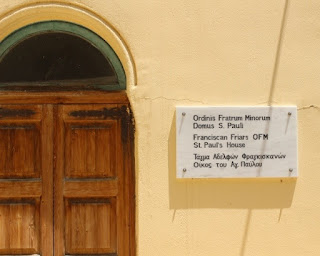 Ordinis Fratrum Minorum
Domus S. Pauli
Franciscan Friars OFM
St. Paul's House
Τάγμα Αδελφών Φραγκισκανών
Οίκος του Αγ. Παύλου